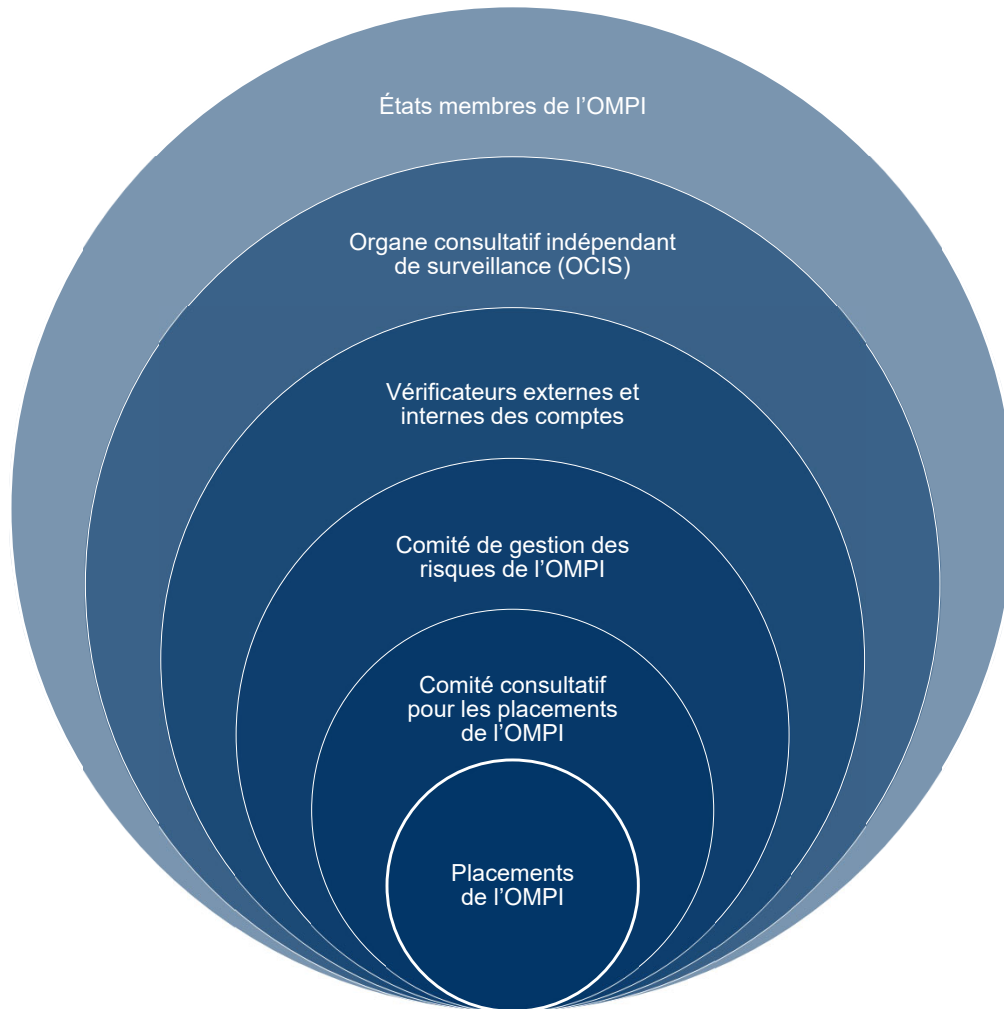 États membres de l’OMPI
Organe consultatif indépendant
de surveillance (OCIS)
Vérificateurs externes et
internes des comptes
Comité de gestion des
risques de l’OMPI
Comité consultatif
pour les placements
de l’OMPI
Placements
de l’OMPI